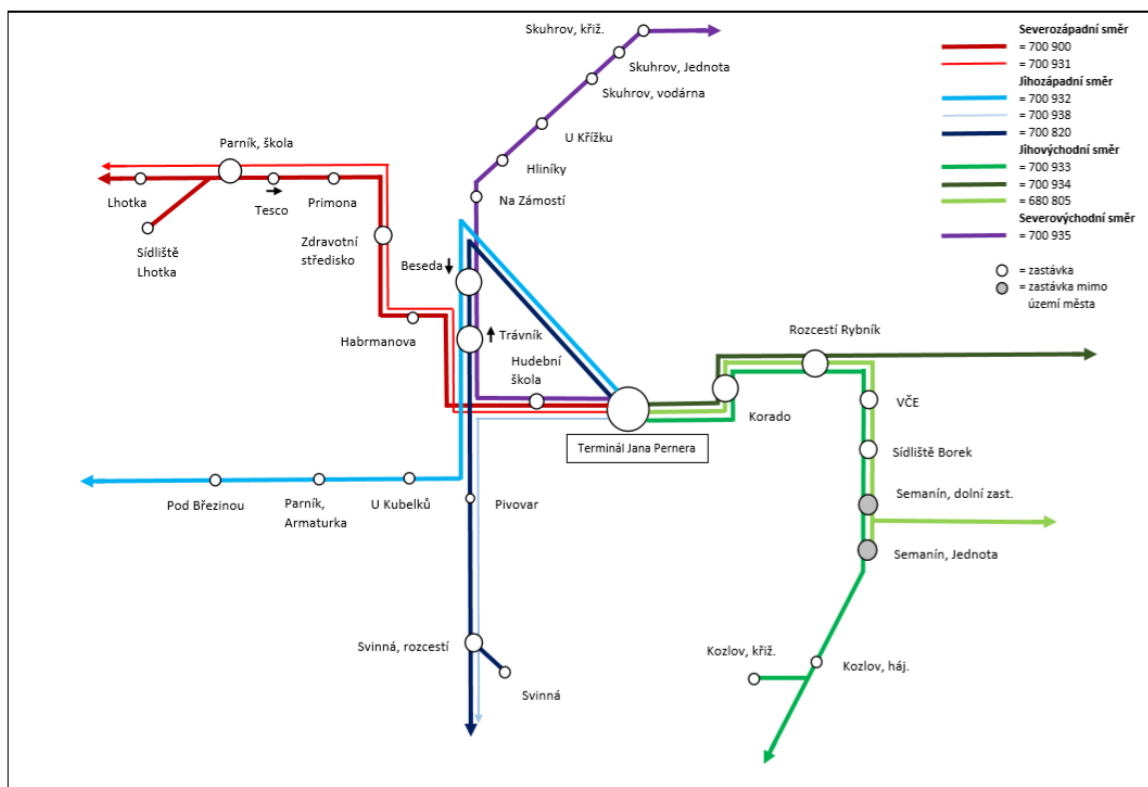 Skuhrov, křiž.
Skuhrov, Jednota
Skuhrov, vodárna
U Křížku
Hliníky
Na Zámostí
Parník, škola
Lhotka
Tesco
Primona
Sídliště
Lhotka
Zdravotní
středisko
Beseda
Habrmanova
Trávník
Hudební
škola
Terminál Jana Pernera
Korado
Rozcestí Rybník
VČE
Sídliště Borek
Semanín, dolní zast.
Semanín, Jednota
Pod Březinou
Parník,
Armaturka
U Kubelků
Pivovar
Svinná, rozcestí
Svinná
Kozlov, křiž.
Kozlov, háj.
Severozápadní směr
= 700 900
= 700 931
Jihozápadní směr
= 700 932
= 700 938
= 700 820
Jihovýchodní směr
= 700 933
= 700 934
= 680 805
Severovýchodní směr
= 700 935
= zastávka
= zastávka mimo
území města